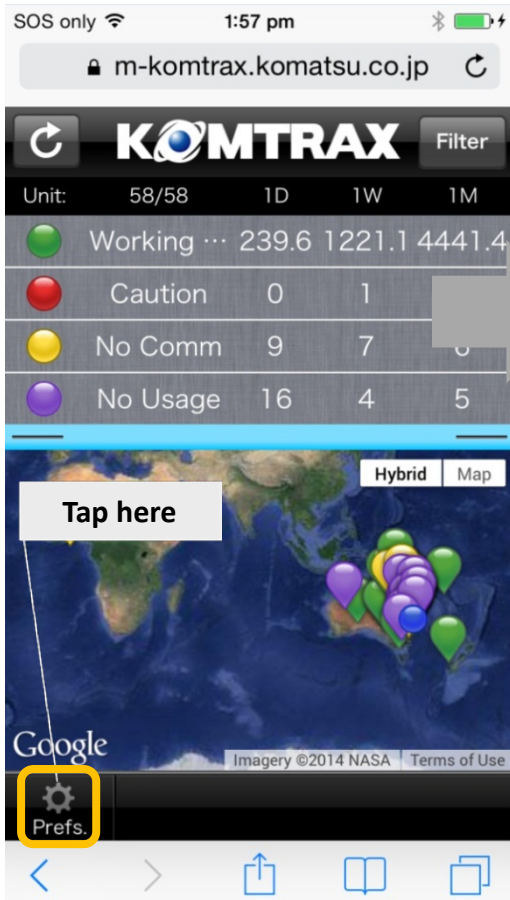 SOS only 1:57 pm
m-komtrax.komatsu.co.jp
KOMTRAX Filter
Unit: 58/58 1D 1W 1M
Working ... 239.6 1221.1 4441.4
Caution 0 1
No Comm 9 7
No Usage 16 4 5
Hybrid Map
Tap here
Google
Imagery ©2014 NASA Terms of Use
Prefs.